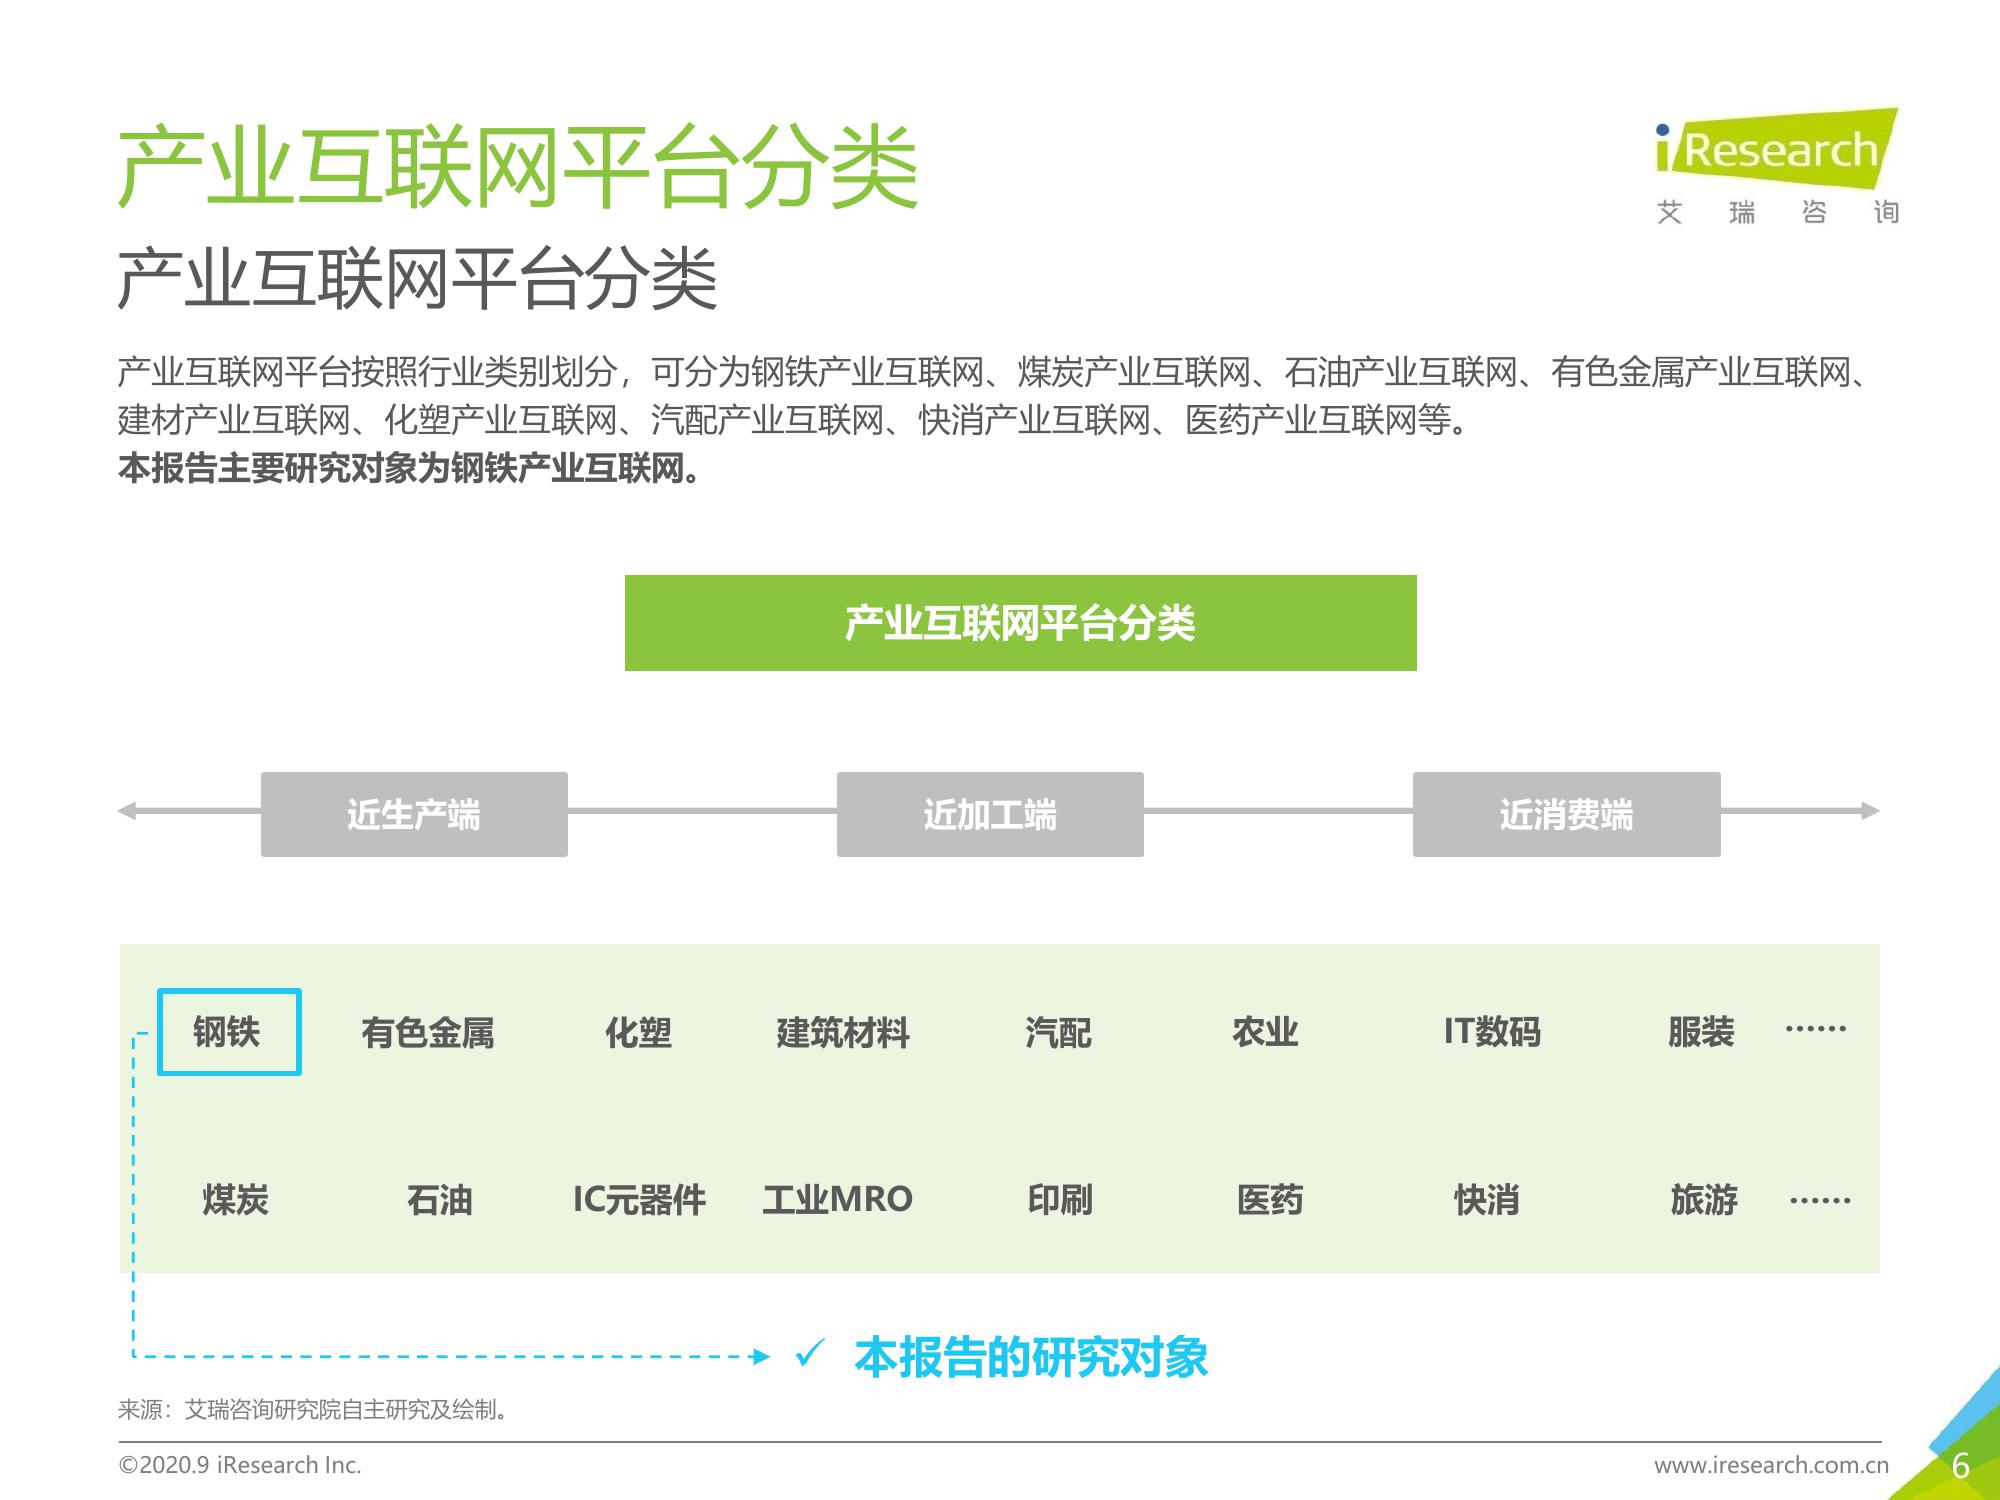 产业互联网平台分类
iResearch
艾瑞咨询
产业互联网平台分类
产业互联网平台按照行业类别划分，可分为钢铁产业互联网、煤炭产业互联网、石油产业互联网、有色金属产业互联网、
建材产业互联网、化塑产业互联网、汽配产业互联网、快消产业互联网、医药产业互联网等。
本报告主要研究对象为钢铁产业互联网。
产业互联网平台分类
近生产端 近加工端 近消费端
钢铁 有色金属 化塑 建筑材料 汽配 农业 IT数码 服装 ……
煤炭 石油 IC元器件 工业MRO 印刷 医药 快消 旅游 ……
✓ 本报告的研究对象
来源：艾瑞咨询研究院自主研究及绘制。
©2020.9 iResearch Inc. www.iresearch.com.cn 6